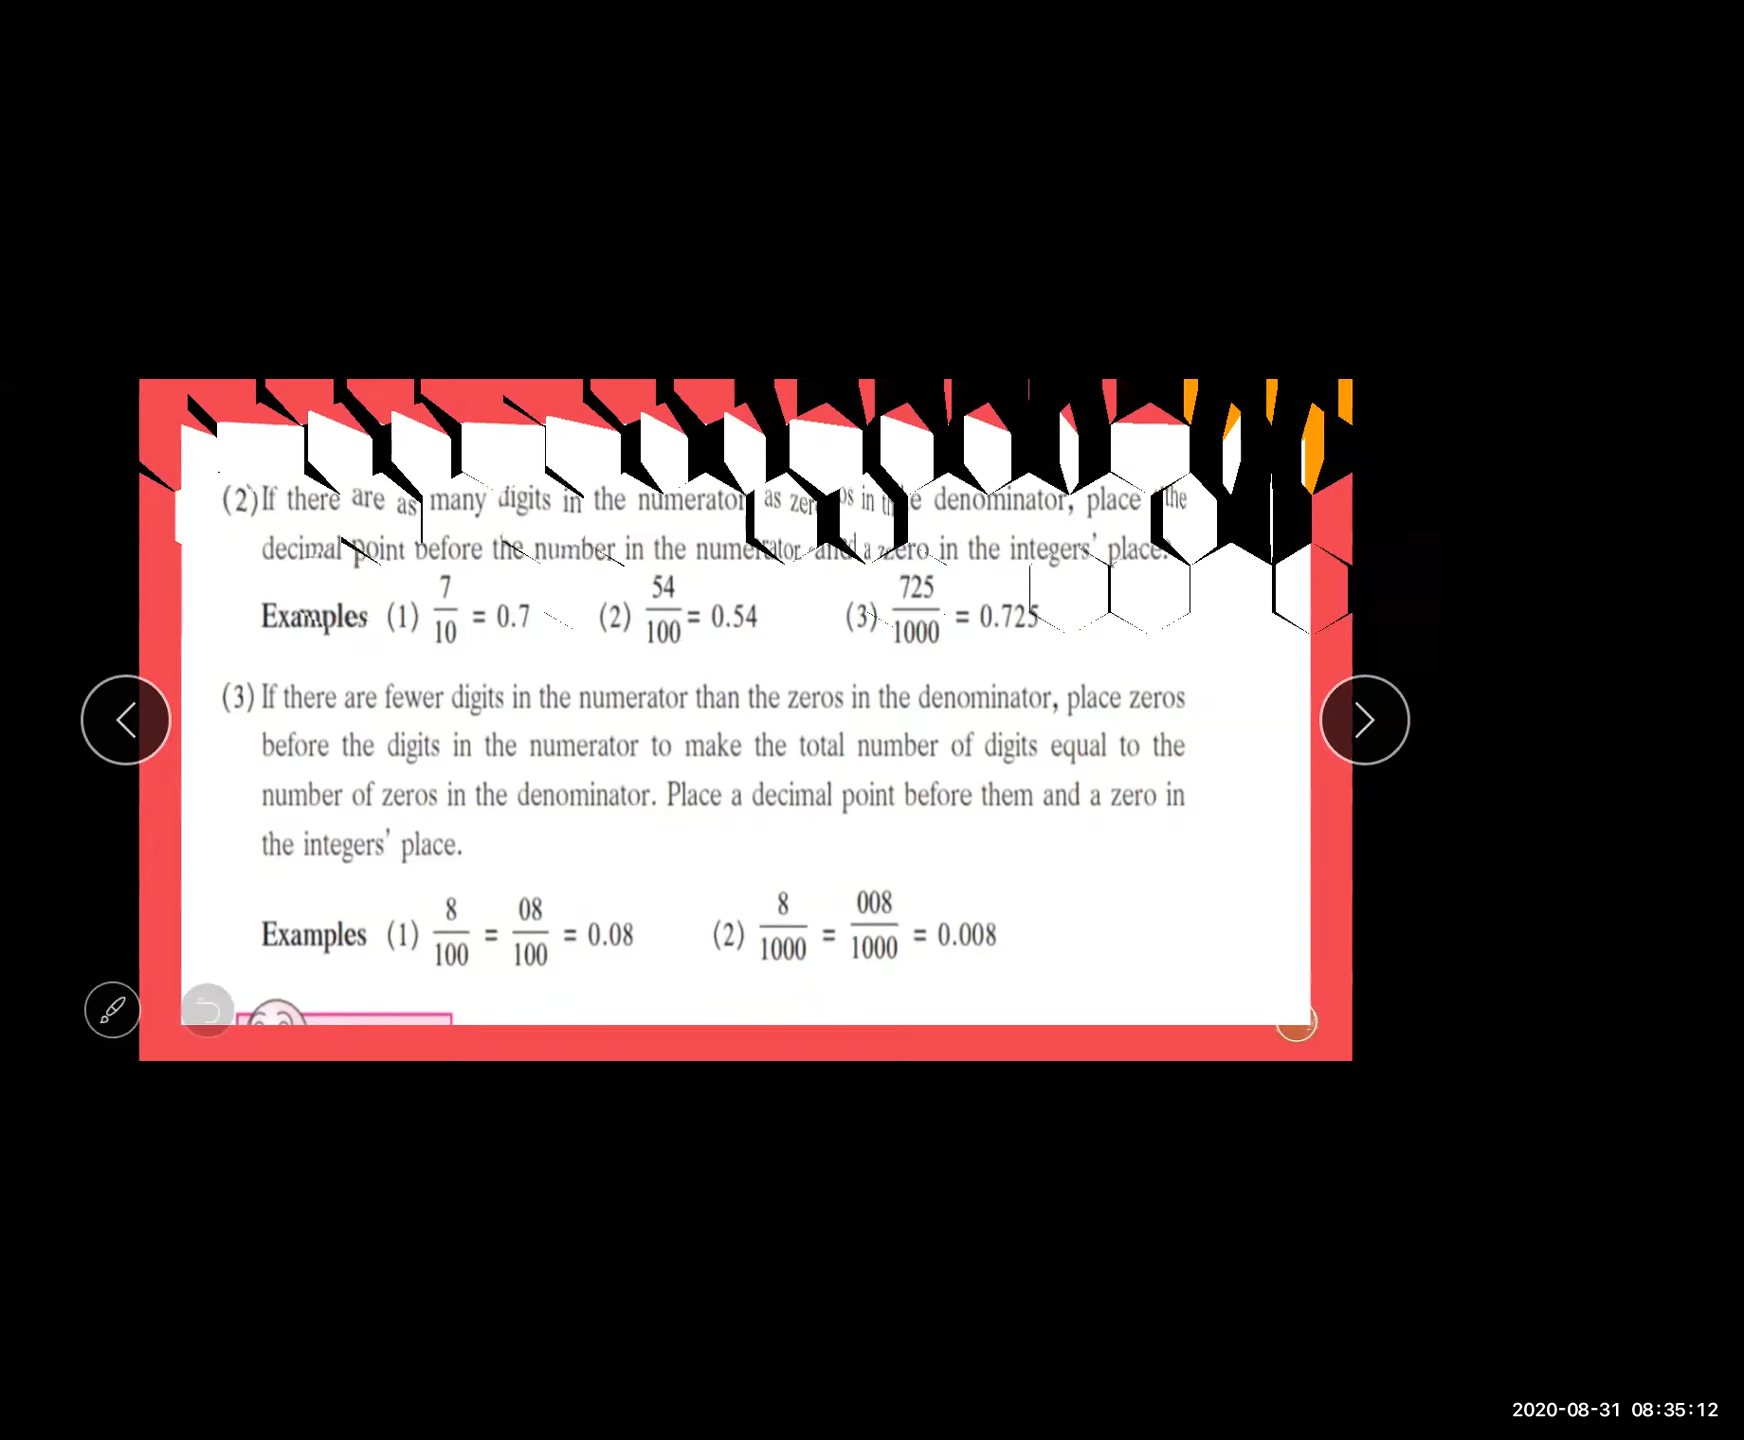 (2) If there are as many digits in the numerator as zeros in the denominator, place the
decimal point before the number in the numerator and a zero in the integers' place.
Examples (1) 7/10 = 0.7 (2) 54/100 = 0.54 (3) 725/1000 = 0.725
(3) If there are fewer digits in the numerator than the zeros in the denominator, place zeros
before the digits in the numerator to make the total number of digits equal to the
number of zeros in the denominator. Place a decimal point before them and a zero in
the integers' place.
Examples (1) 8/100 = 08/100 = 0.08 (2) 8/1000 = 008/1000 = 0.008
2020-08-31 08:35:12